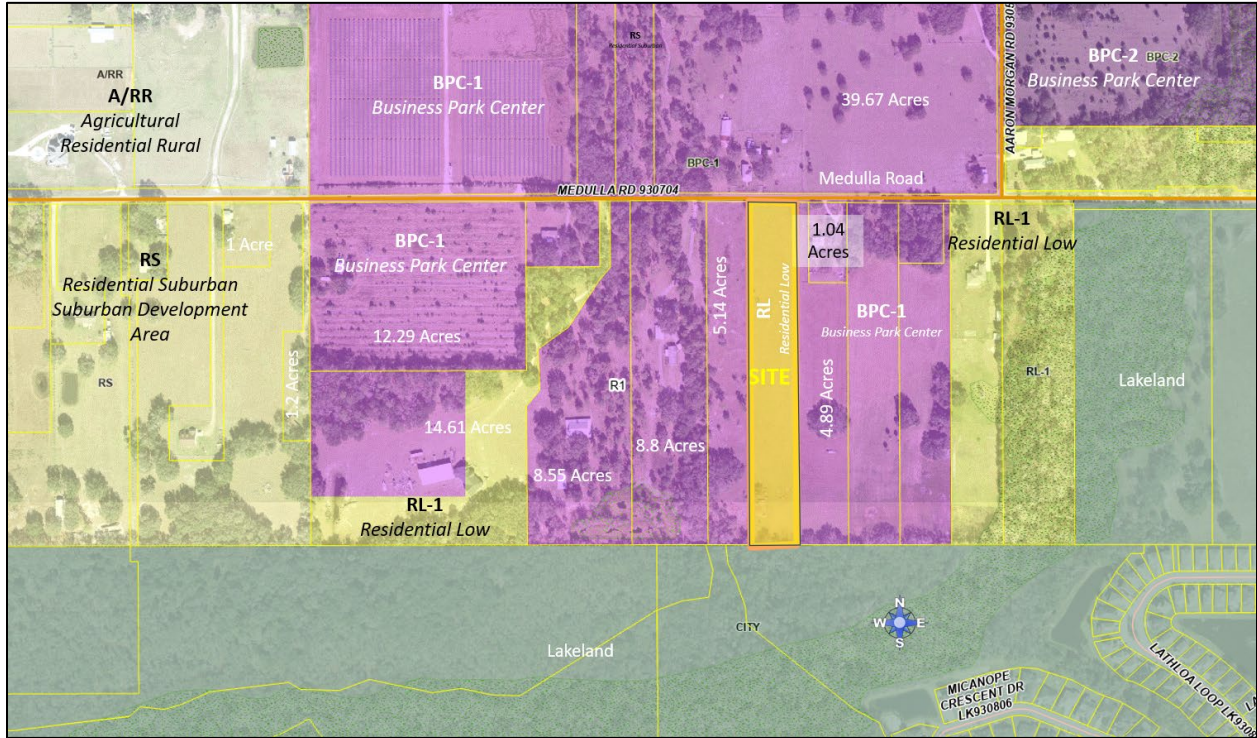 A/RR
A/RR
Agricultural
Residential Rural
BPC-1
Business Park Center
RS
Residential Suburban
39.67 Acres
BPC-1
AARON MORGAN RD 9305
BPC-2
BPC-2
Business Park Center
MEDULLA RD 930704
Medulla Road
RS
Residential Suburban
Suburban Development
Area
RS
1 Acre
1.2 Acres
BPC-1
Business Park Center
12.29 Acres
14.61 Acres
RL-1
Residential Low
R1
8.55 Acres
8.8 Acres
5.14 Acres
RL
Residential Low
SITE
1.04
Acres
4.89 Acres
BPC-1
Business Park Center
RL-1
Residential Low
RL-1
Lakeland
Lakeland
CITY
N
W E
S
MICANOPE
CRESCENT DR
LK930806
LATHLOA LOOP LK9308